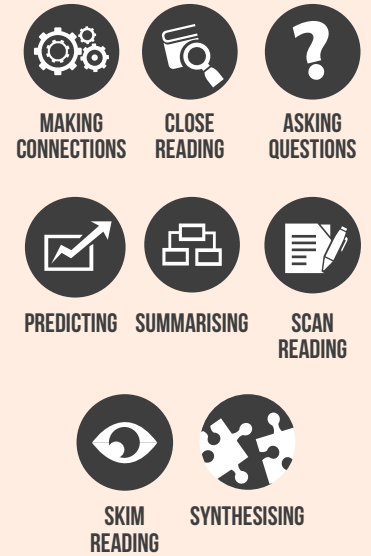 MAKING
CONNECTIONS
CLOSE
READING
ASKING
QUESTIONS
PREDICTING
SUMMARISING
SCAN
READING
SKIM
READING
SYNTHESISING